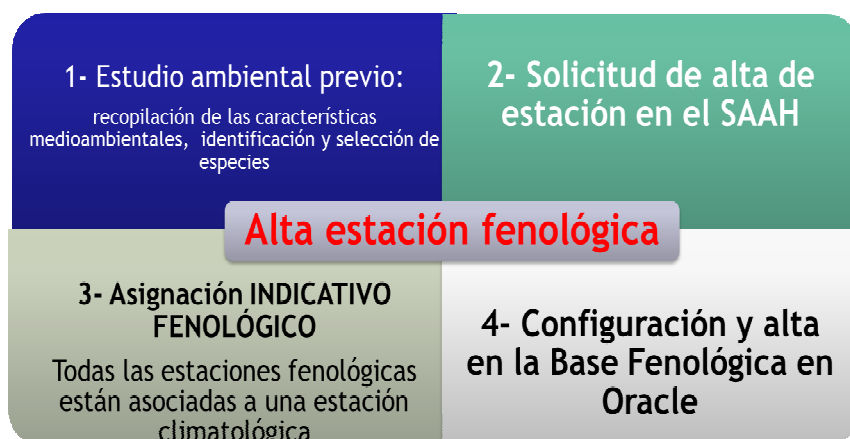 1- Estudio ambiental previo:
recopilación de las características
medioambientales, identificación y selección de
especies
2- Solicitud de alta de
estación en el SAAH
Alta estación fenológica
3- Asignación INDICATIVO
FENOLÓGICO
Todas las estaciones fenológicas
están asociadas a una estación
climatológica
4- Configuración y alta
en la Base Fenológica en
Oracle